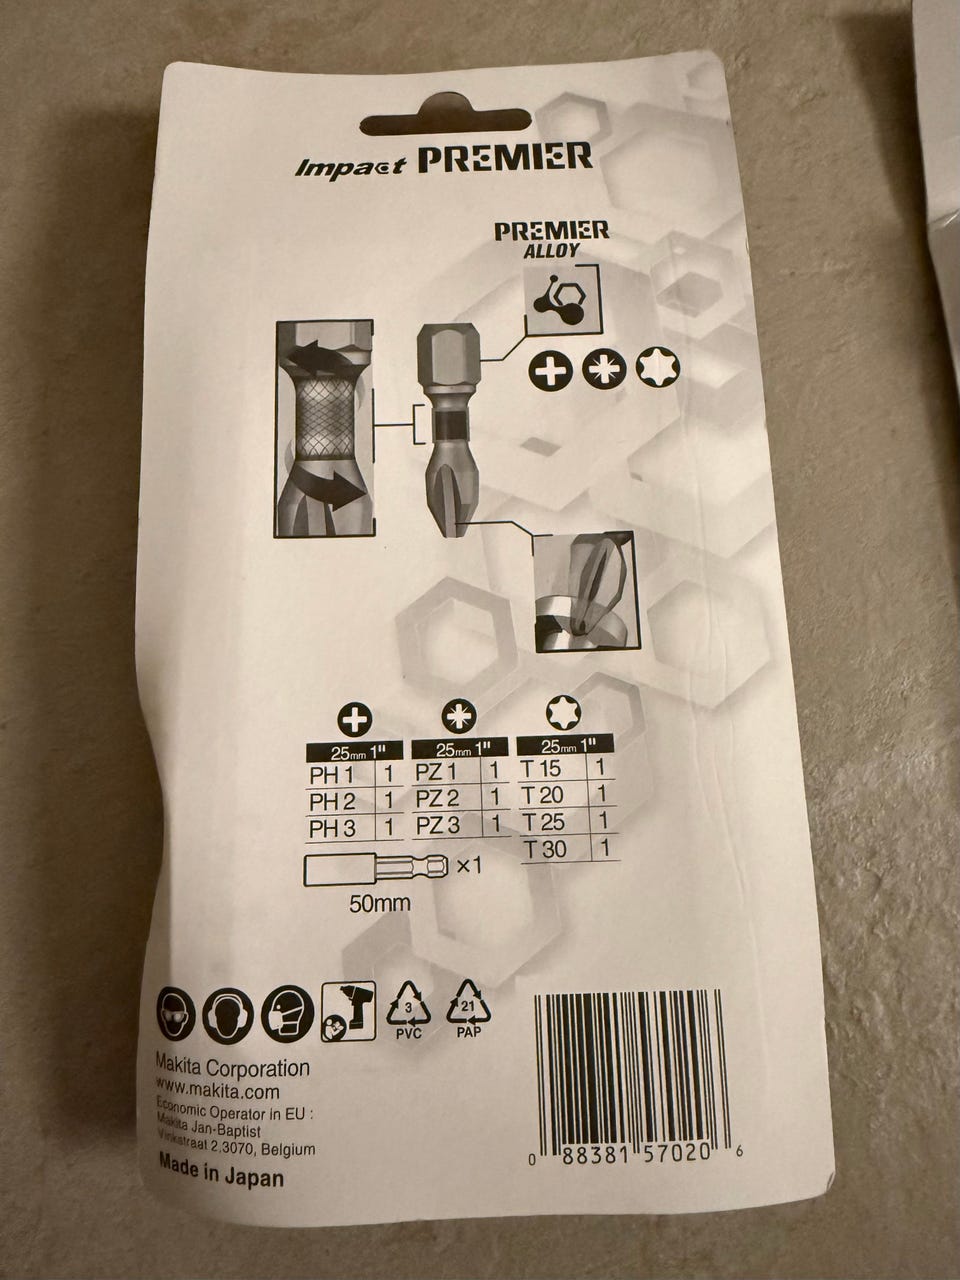 Impact PREMIER
PREMIER
ALLOY
25mm 1" 25mm 1" 25mm 1"
PH 1 1 PZ 1 1 T 15 1
PH 2 1 PZ 2 1 T 20 1
PH 3 1 PZ 3 1 T 25 1
T 30 1
×1
50mm
3 21
PVC PAP
Makita Corporation
www.makita.com
Economic Operator in EU :
Makita Jan-Baptist
Vinkstraat 2,3070, Belgium
Made in Japan
0 88381 57020 6